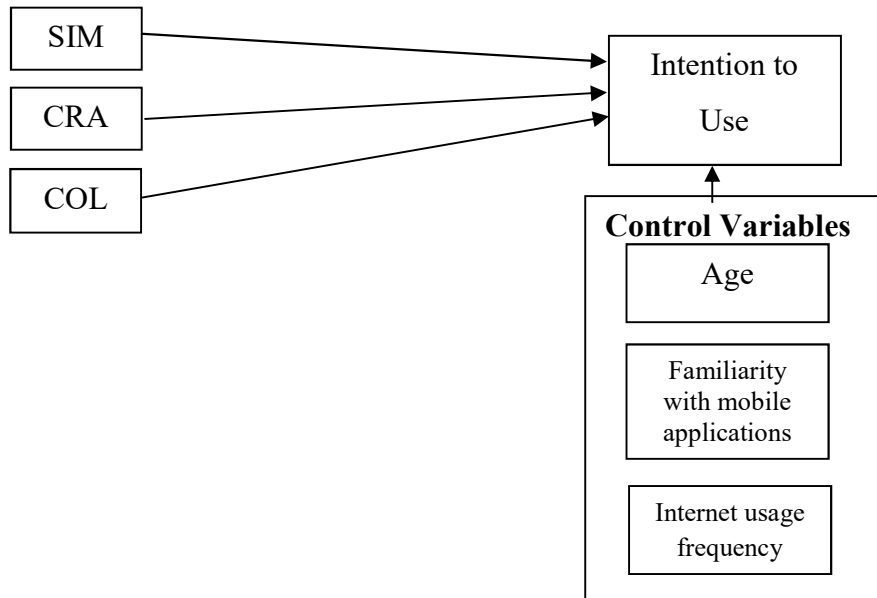 SIM
CRA
COL
Intention to
Use
Control Variables
Age
Familiarity
with mobile
applications
Internet usage
frequency